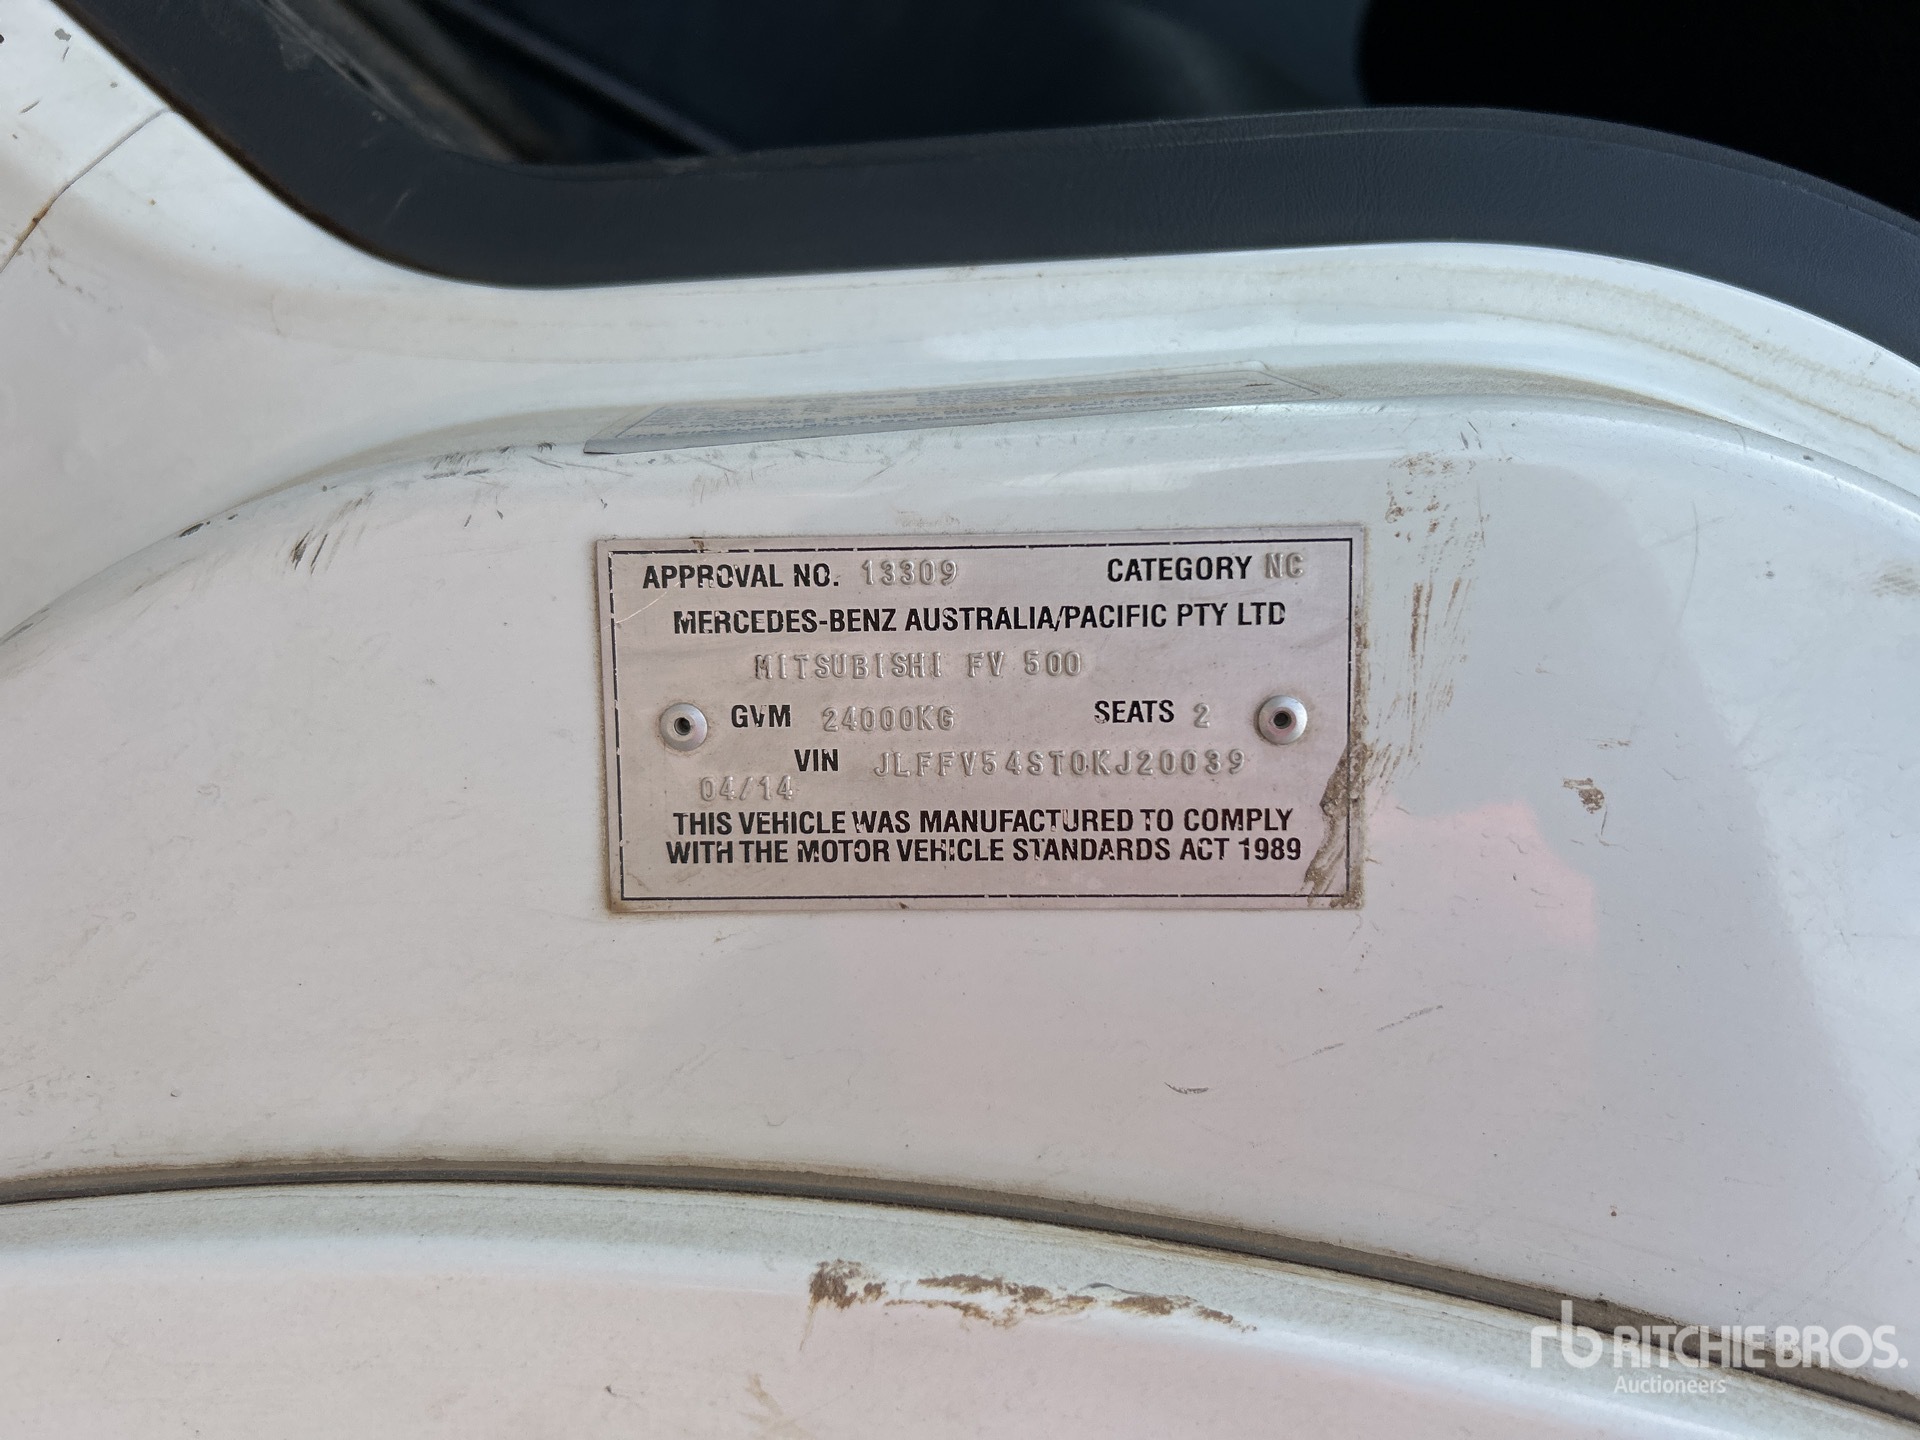 APPROVAL NO. 13309 CATEGORY NC
MERCEDES-BENZ AUSTRALIA/PACIFIC PTY LTD
MITSUBISHI FV 500
GVM 24000KG SEATS 2
VIN JLFFV54ST0KJ20039
04/14
THIS VEHICLE WAS MANUFACTURED TO COMPLY
WITH THE MOTOR VEHICLE STANDARDS ACT 1989
rb RITCHIE BROS.
Auctioneers